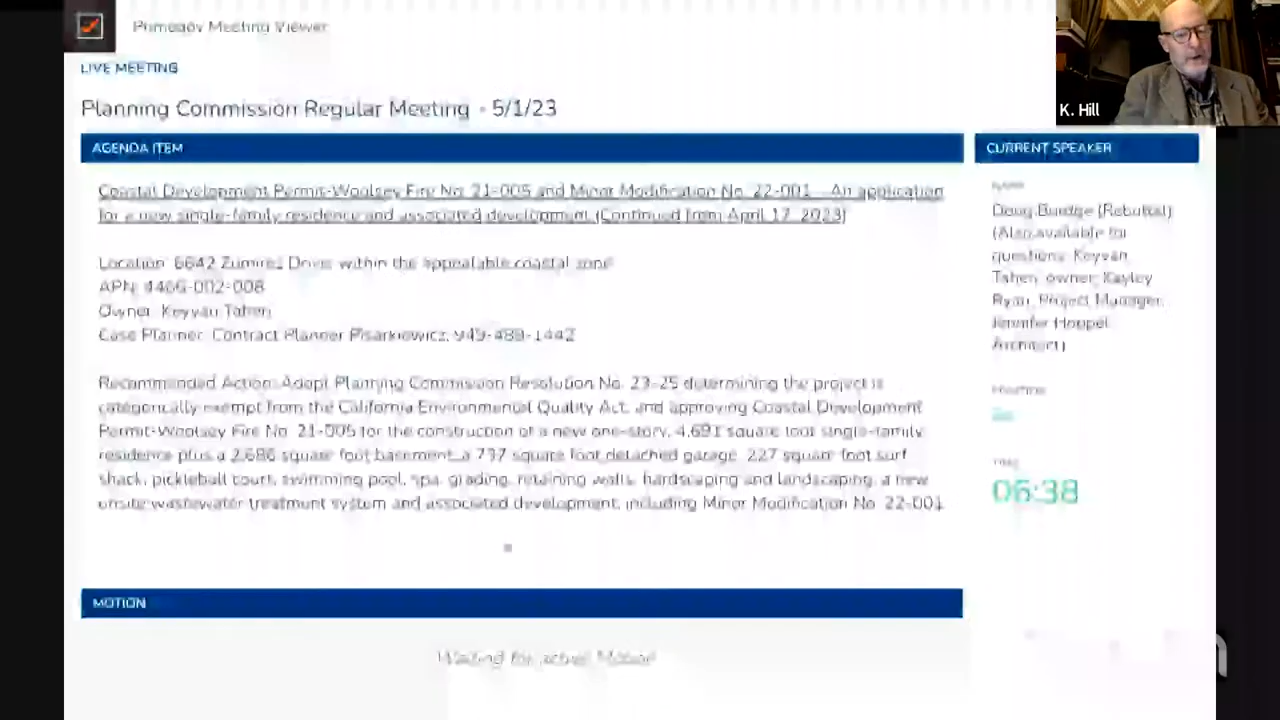 Primegov Meeting Viewer
LIVE MEETING
Planning Commission Regular Meeting - 5/1/23
K. Hill
AGENDA ITEM
CURRENT SPEAKER
Coastal Development Permit-Woolsey Fire No. 21-005 and Minor Modification No. 22-001 - An application
for a new single-family residence and associated development (Continued from April 17, 2023)
Location: 6642 Zumirez Drive, within the appealable coastal zone
APN: 4466-002-008
Owner: Keyvan
Case Planner: Contract Planner Pisarkiewicz, 949-489-1442
Recommended Action: Adopt Planning Commission Resolution No. 23-25 determining the project is
categorically exempt from the California Environmental Quality Act, and approving Coastal Development
Permit-Woolsey Fire No. 21-005 for the construction of a new one-story, 4,691 square foot single-family
residence plus a 2,686 square foot basement, a 737 square foot detached garage, 227 square foot surf
shack, pickleball court, swimming pool, spa, grading, retaining walls, hardscaping and landscaping, a new
onsite wastewater treatment system and associated development, including Minor Modification No. 22-001
NAME
Doug Burdge (Rebuttal)
(Also available for
questions: Keyvan
owner; Kayley
Ryan, Project Manager;
Jennifer Hoppel
Architect)
POSITION
TIME
06:38
MOTION
Waiting for active Motion